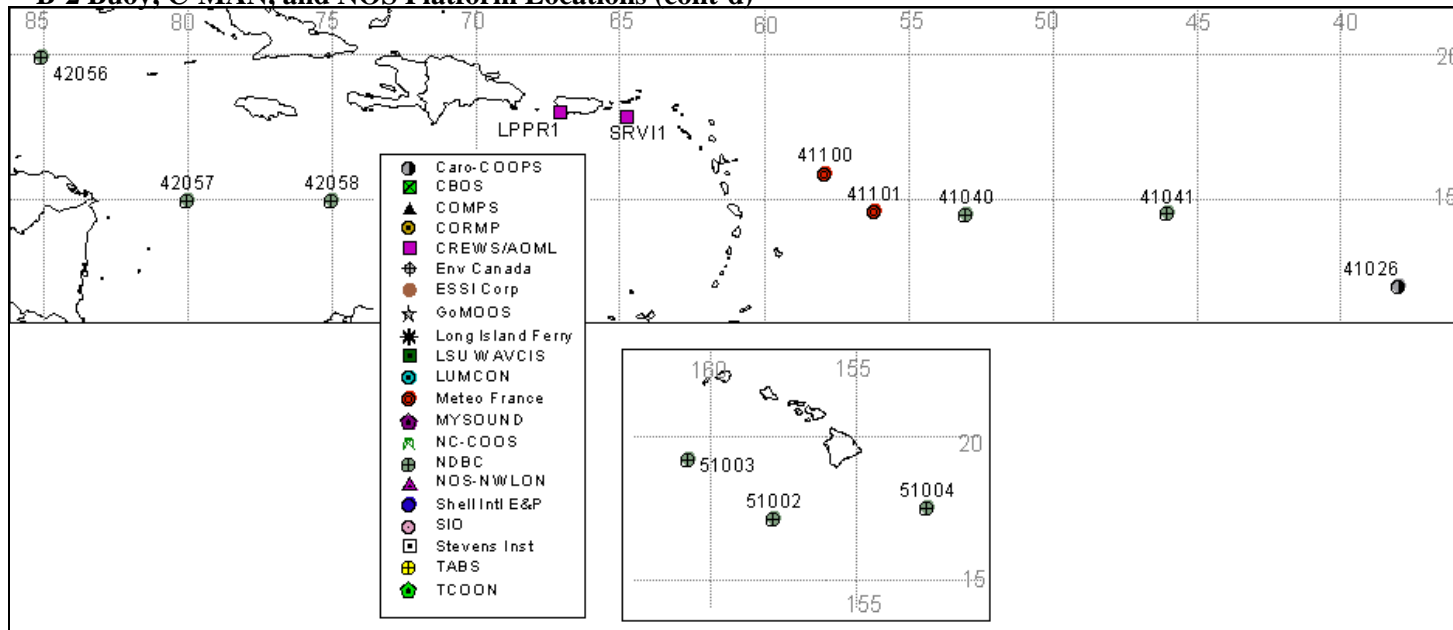 B-2 Buoy, C-MAN, and NOS Platform Locations (cont'd)
85 80 75 70 65 60 55 50 45 40
20
42056
LPPR1
SRVI1
41100
42057
42058
41101
41040
41041
15
41026
Caro-COOPS
CBOS
COMPS
CORMP
CREWS/AOML
Env Canada
ESSI Corp
GoMOOS
Long Island Ferry
LSU WAVCIS
LUMCON
Meteo France
MYSOUND
NC-COOS
NDBC
NOS-NWLON
Shell Intl E&P
SIO
Stevens Inst
TABS
TCOON
160 155
20
51003
51002
51004
15
155